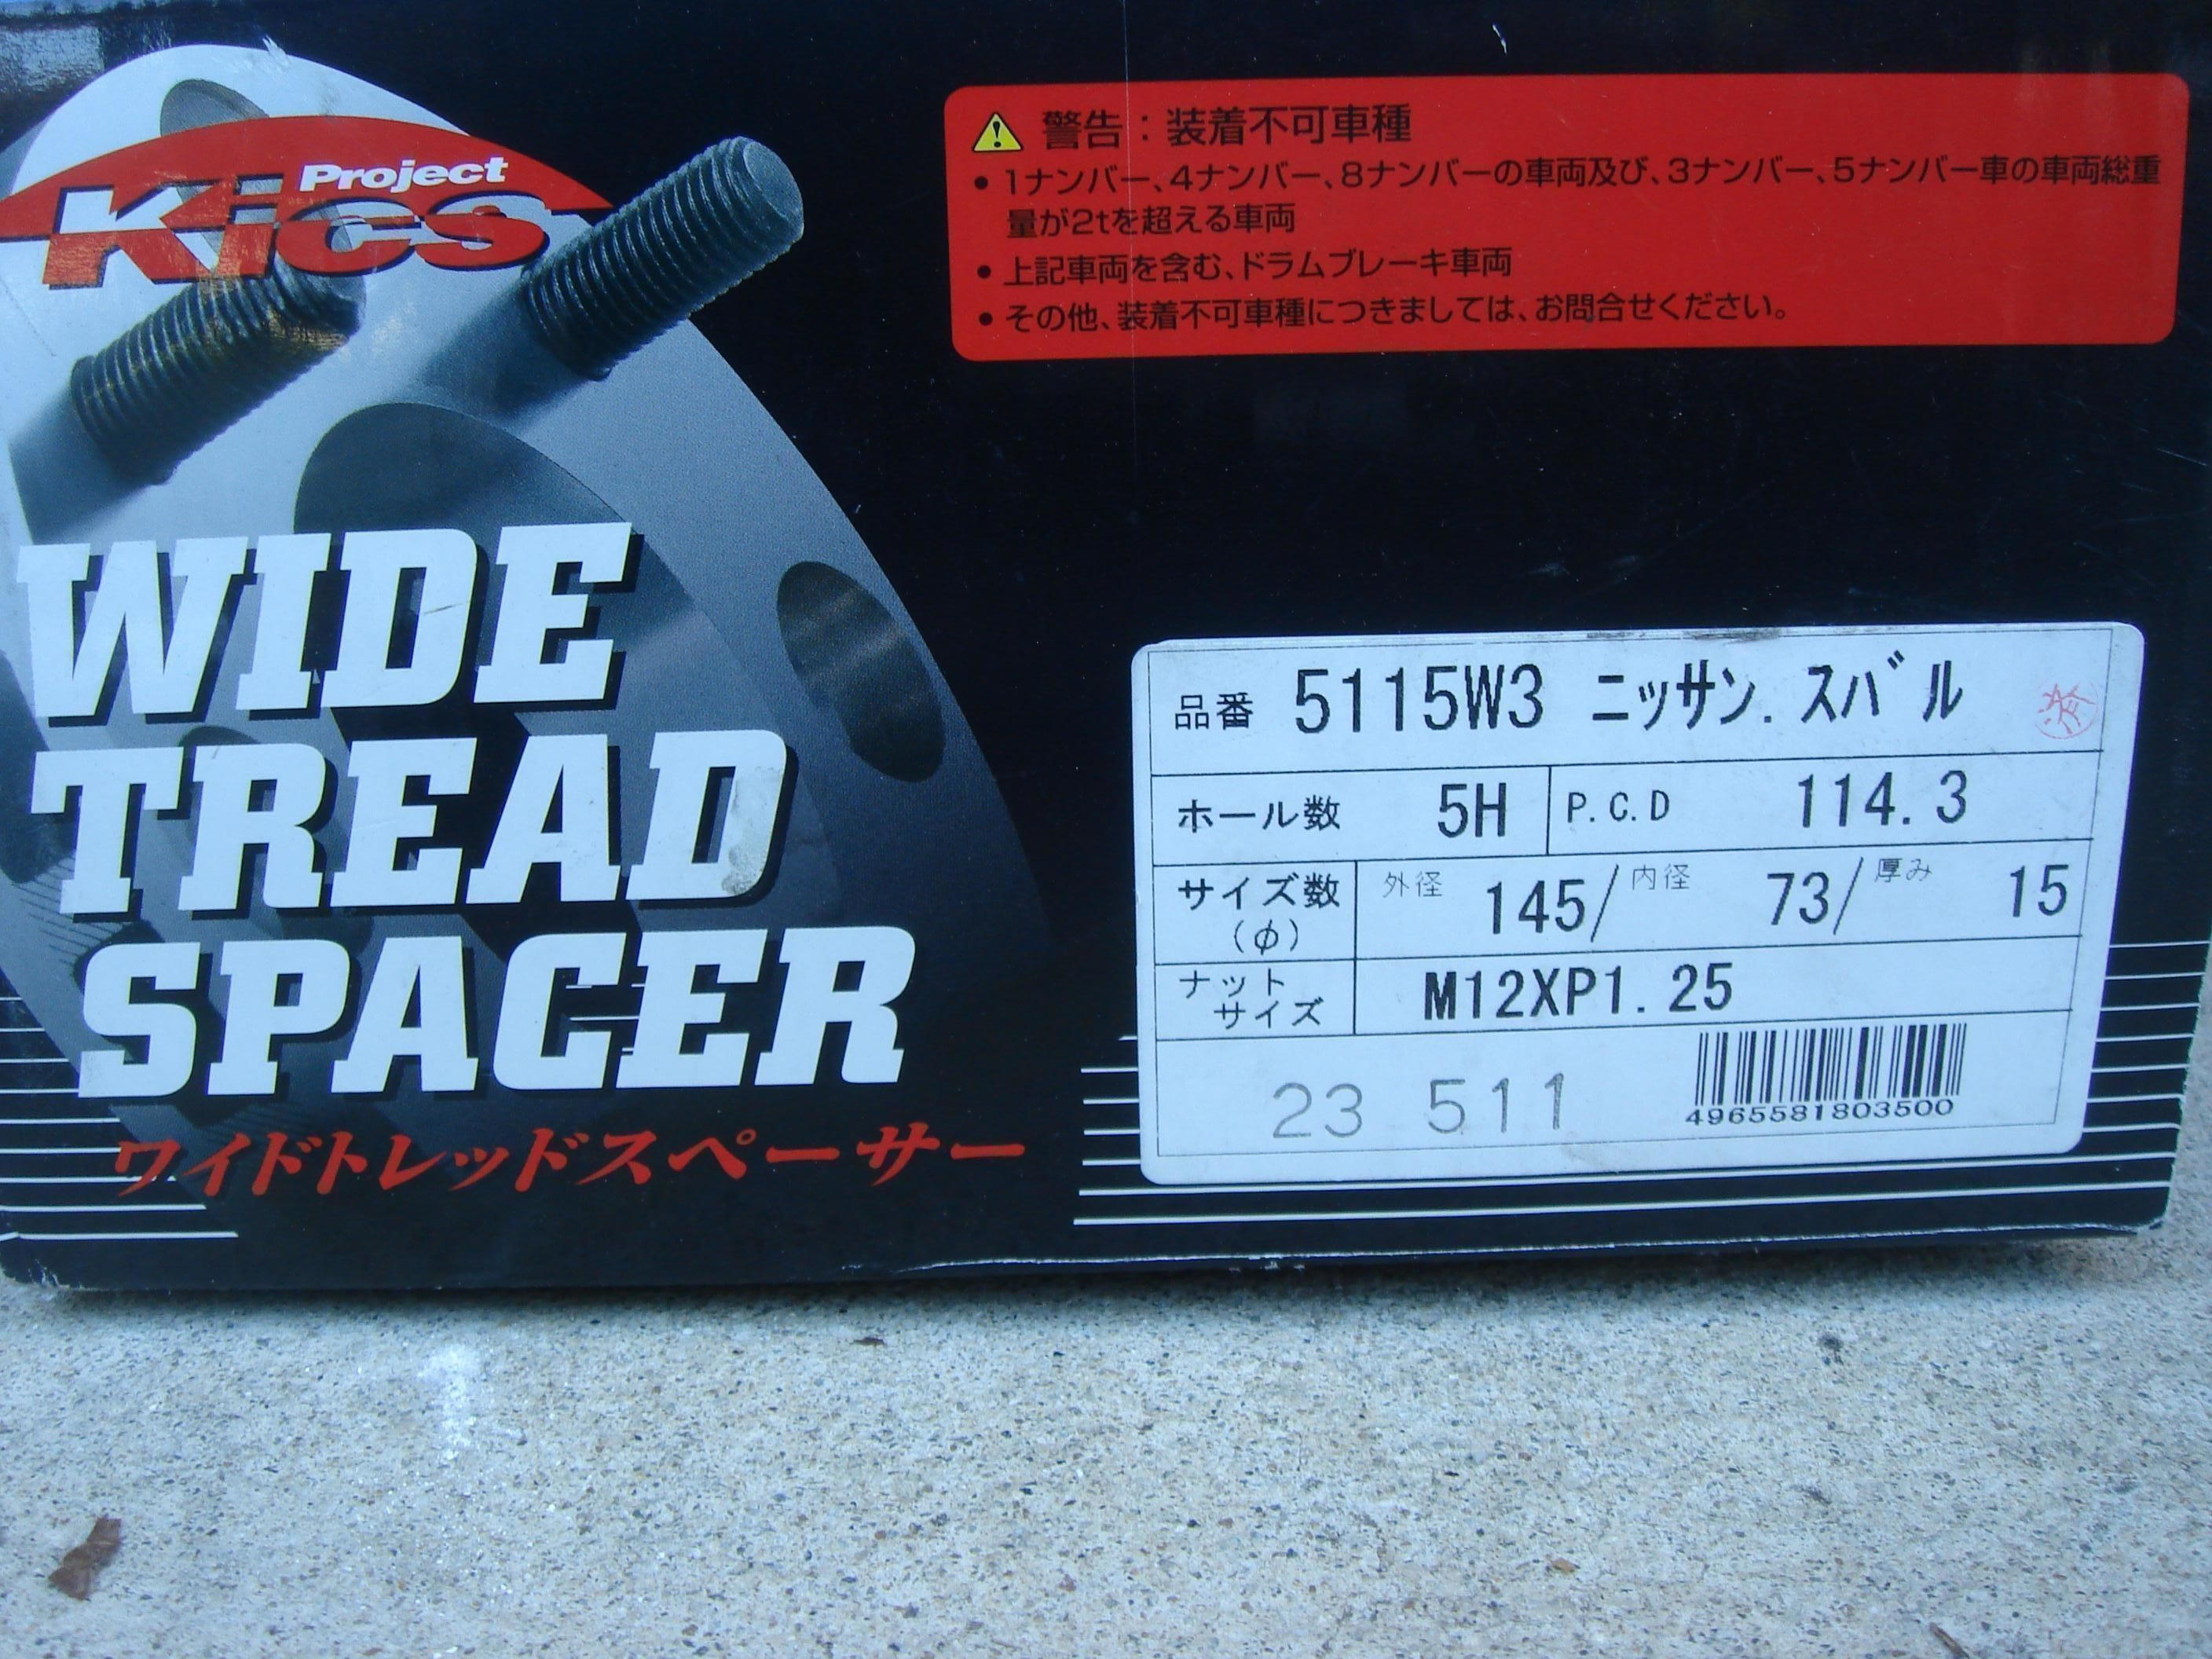 Project
Kics
WIDE
TREAD
SPACER
ワイドトレッドスペーサー
警告：装着不可車種
•1ナンバー、4ナンバー、8ナンバーの車両及び、3ナンバー、5ナンバー車の車両総重
量が2tを超える車両
•上記車両を含む、ドラムブレーキ車両
•その他、装着不可車種につきましては、お問合せください。
品番 5115W3 ニッサン.スバル 済
ホール数 5H P.C.D 114.3
サイズ数 外径 145/ 内径 73/ 厚み 15
(φ)
ナット M12XP1.25
サイズ
23 511
4965581803500